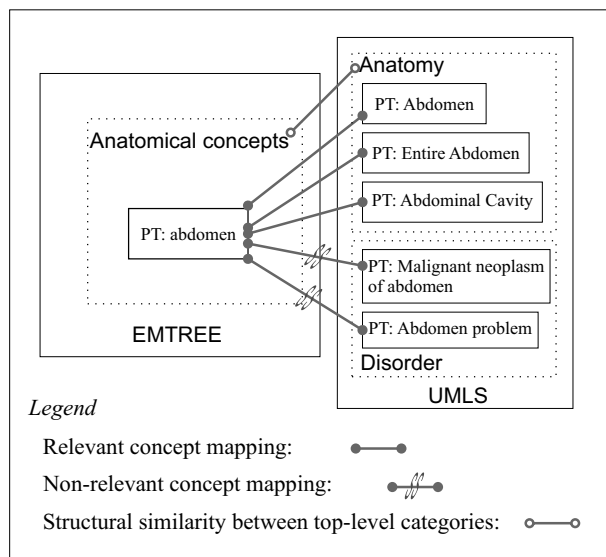 Anatomy
PT: Abdomen
Anatomical concepts
PT: Entire Abdomen
PT: Abdominal Cavity
PT: abdomen
PT: Malignant neoplasm
of abdomen
PT: Abdomen problem
EMTREE
Disorder
UMLS
Legend
Relevant concept mapping:
Non-relevant concept mapping:
Structural similarity between top-level categories: